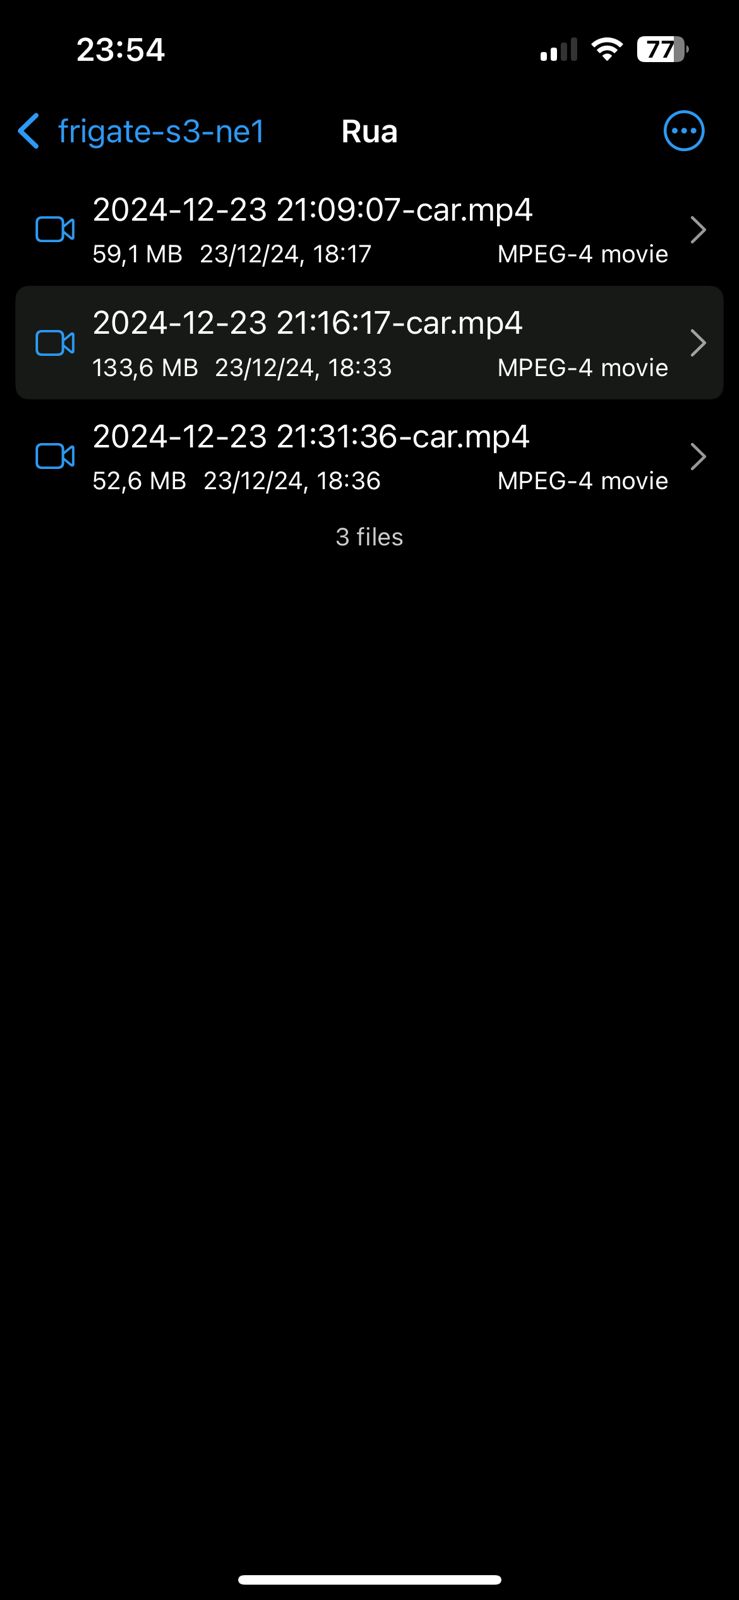 23:54
77
frigate-s3-ne1 Rua
2024-12-23 21:09:07-car.mp4
59,1 MB 23/12/24, 18:17 MPEG-4 movie
2024-12-23 21:16:17-car.mp4
133,6 MB 23/12/24, 18:33 MPEG-4 movie
2024-12-23 21:31:36-car.mp4
52,6 MB 23/12/24, 18:36 MPEG-4 movie
3 files